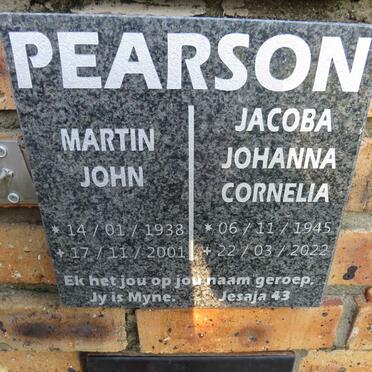 PEARSON
MARTIN
JOHN
* 14 / 01 / 1938
+ 17 / 11 / 2001
JACOBA
JOHANNA
CORNELIA
* 06 / 11 / 1945
+ 22 / 03 / 2022
Ek het jou op jou naam geroep.
Jy is Myne. Jesaja 43